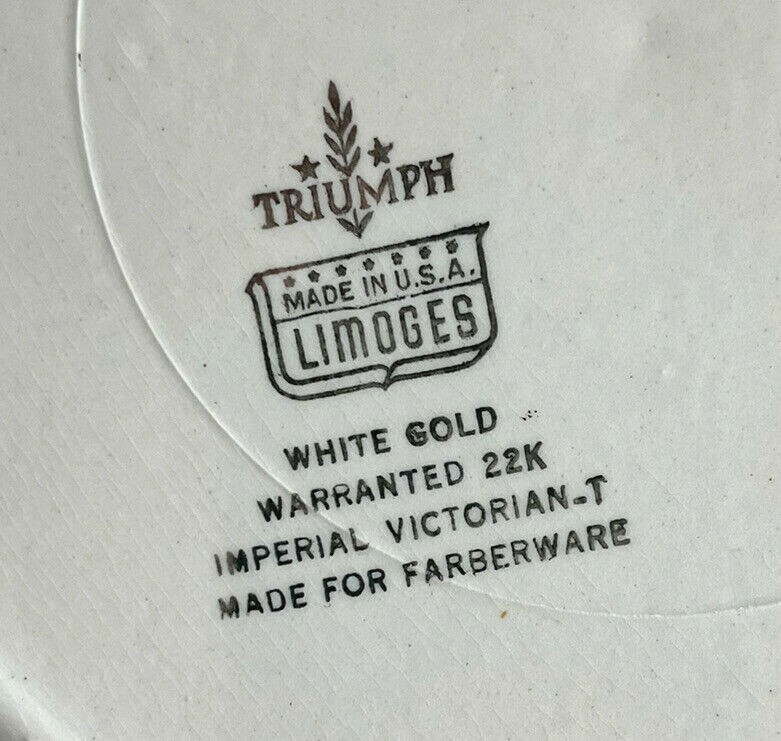 TRIUMPH
MADE IN U.S.A.
LIMOGES
WHITE GOLD
WARRANTED 22K
IMPERIAL VICTORIAN-T
MADE FOR FARBERWARE